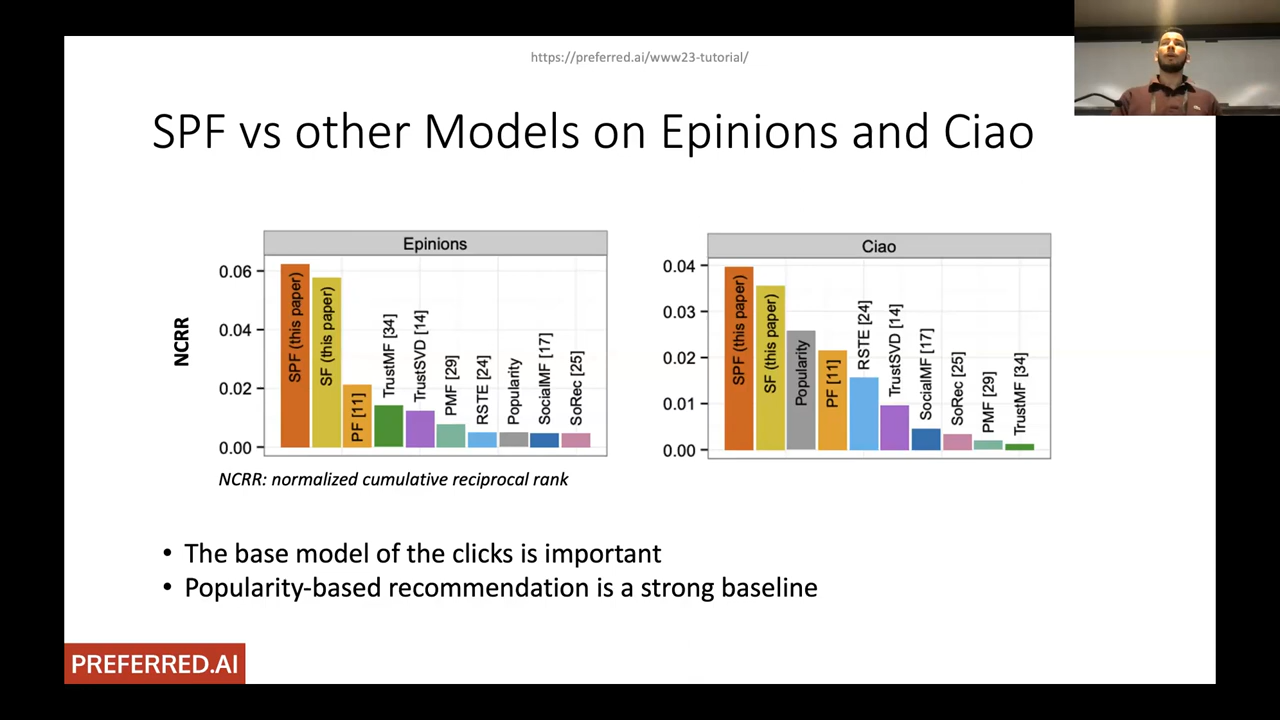 https://preferred.ai/www23-tutorial/
SPF vs other Models on Epinions and Ciao
NCRR
Epinions
0.06
0.04
0.02
0.00
SPF (this paper)
SF (this paper)
PF [11]
TrustMF [34]
TrustSVD [14]
PMF [29]
RSTE [24]
Popularity
SocialMF [17]
SoRec [25]
Ciao
0.04
0.03
0.02
0.01
0.00
SPF (this paper)
SF (this paper)
Popularity
PF [11]
RSTE [24]
TrustSVD [14]
SocialMF [17]
SoRec [25]
PMF [29]
TrustMF [34]
NCRR: normalized cumulative reciprocal rank
• The base model of the clicks is important
• Popularity-based recommendation is a strong baseline
PREFERRED.AI